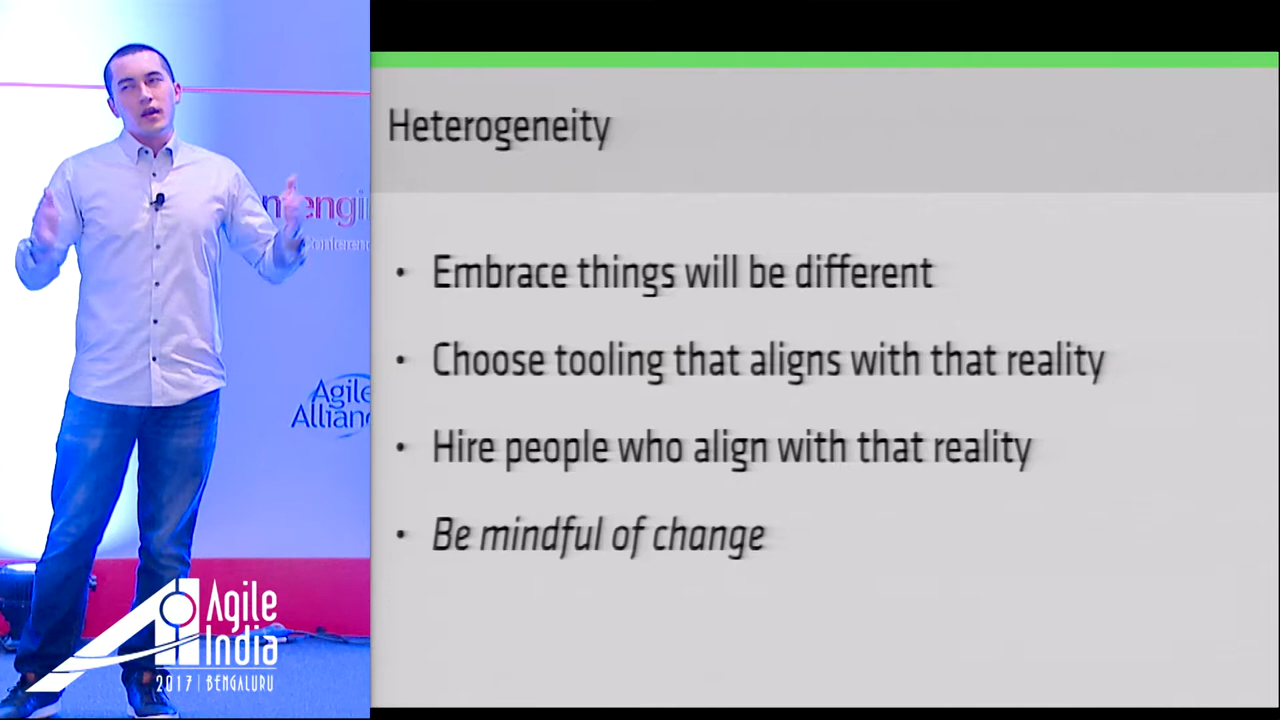 Heterogeneity
• Embrace things will be different
• Choose tooling that aligns with that reality
• Hire people who align with that reality
• Be mindful of change
Agile
India
2017 | BENGALURU
Agile